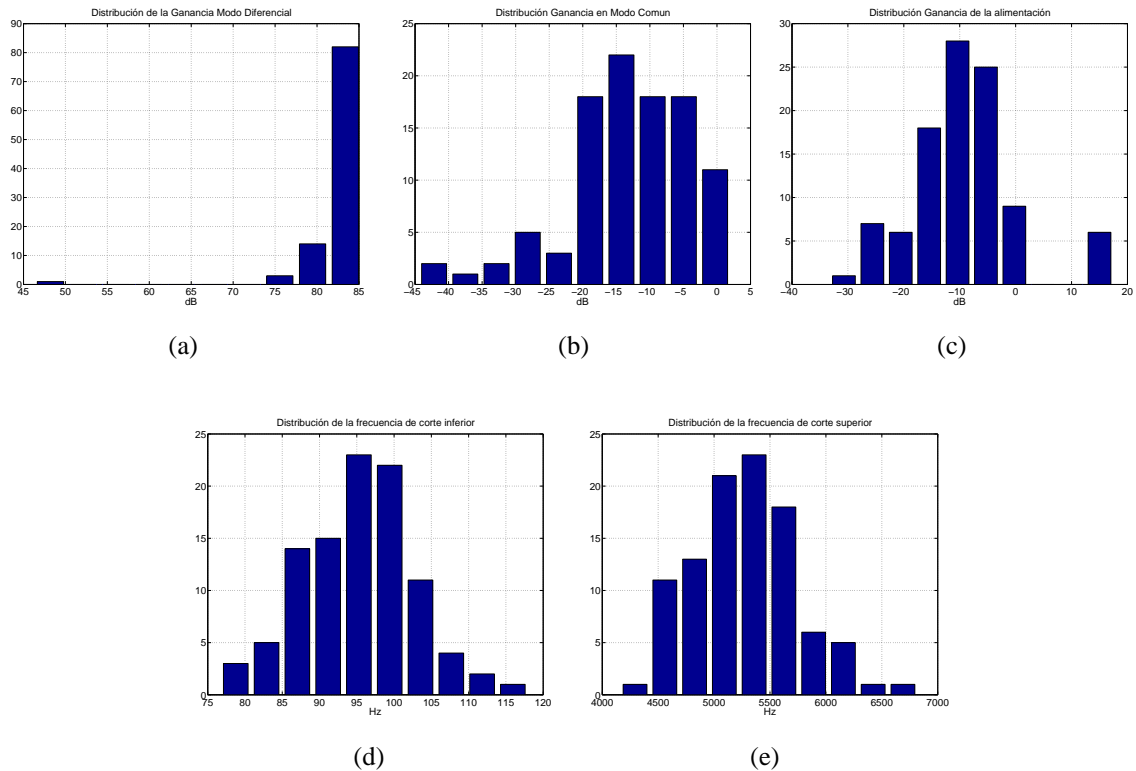 Distribución de la Ganancia Modo Diferencial
90
80
70
60
50
40
30
20
10
0
45 50 55 60 65 70 75 80 85
dB
(a)
Distribución Ganancia en Modo Comun
25
20
15
10
5
0
−45 −40 −35 −30 −25 −20 −15 −10 −5 0 5
dB
(b)
Distribución Ganancia de la alimentación
30
25
20
15
10
5
0
−40 −30 −20 −10 0 10 20
dB
(c)
Distribución de la frecuencia de corte inferior
25
20
15
10
5
0
75 80 85 90 95 100 105 110 115 120
Hz
(d)
Distribución de la frecuencia de corte superior
25
20
15
10
5
0
4000 4500 5000 5500 6000 6500 7000
Hz
(e)